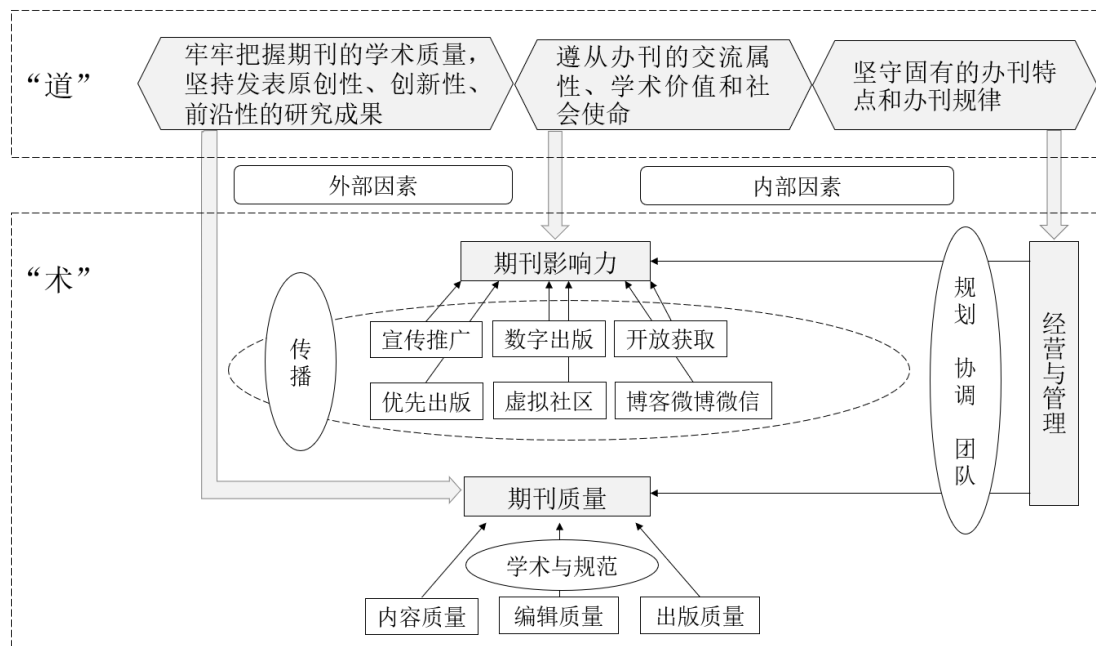 “道”
牢牢把握期刊的学术质量，
坚持发表原创性、创新性、
前沿性的研究成果
遵从办刊的交流属
性、学术价值和社
会使命
坚守固有的办刊特
点和办刊规律
外部因素
内部因素
“术”
期刊影响力
传播
宣传推广
数字出版
开放获取
优先出版
虚拟社区
博客微博微信
规划 协调 团队
经营与管理
期刊质量
学术与规范
内容质量
编辑质量
出版质量